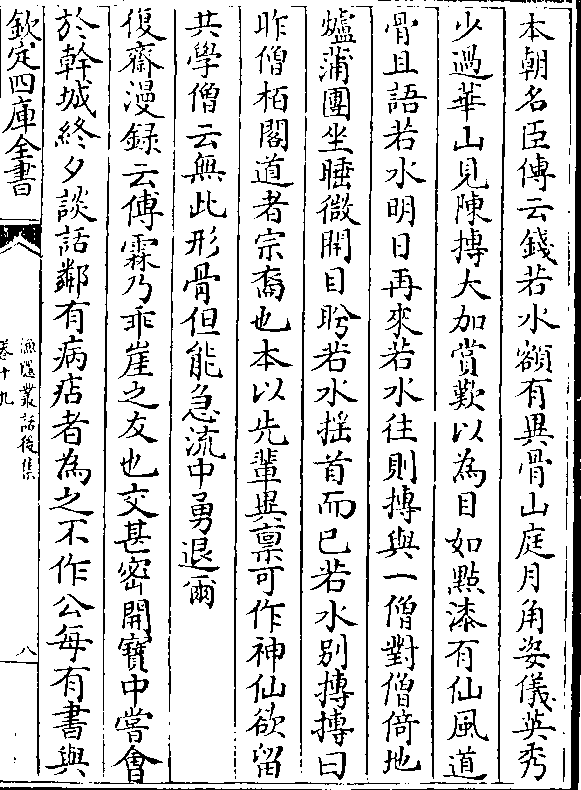 本朝名臣傳云錢若水額有異骨山庭月角姿儀英秀
少過華山見陳摶大加賞歎以為目如點漆有仙風道
骨且語若水明日再來若水往則摶與一僧對僧倚地
爐蒲團坐睡微開目盻若水揺首而已若水别摶摶曰
昨僧栢閣道者宗裔也本以先輩異禀可作神仙欲留
共學僧云無此形骨但能急流中勇退爾
復齋漫録云傅霖乃乖崖之友也交甚密開寶中嘗會
於幹城終夕談話鄰有病痁者為之不作公每有書與
欽定四庫全書
漁隱叢話後集
卷十九
八